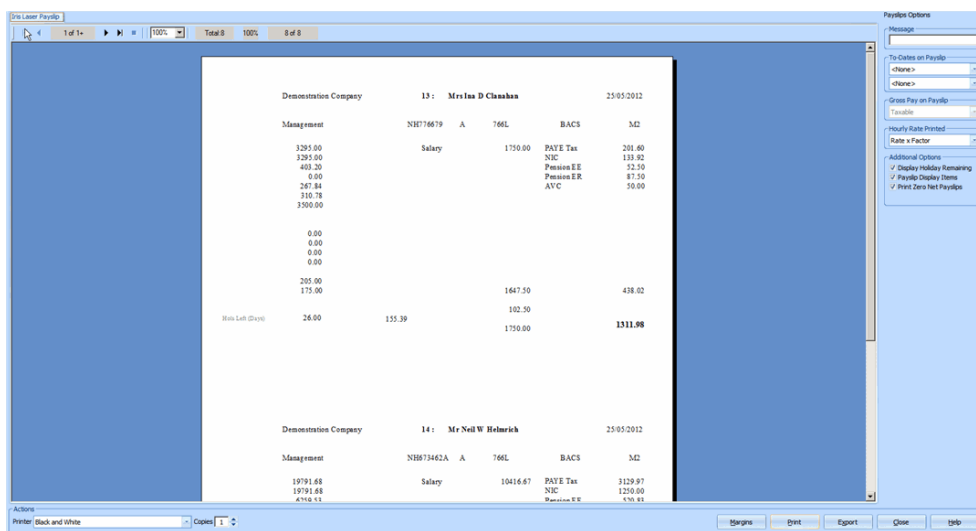 Iris Laser Payslip
1 of 1+ 100% Total:8 100% 8 of 8
Demonstration Company 13 : Mrs Ina D Clanahan 25/05/2012
Management NH776679 A 766L BACS M2
3295.00 Salary 1750.00 PAYE Tax 201.60
3295.00 NIC 133.92
403.20 Pension EE 52.50
0.00 Pension ER 87.50
267.84 AVC 50.00
310.78
3500.00
0.00
0.00
0.00
0.00
205.00
175.00 1647.50 438.02
102.50
Hols Left (Days) 26.00 155.39
1750.00 1311.98
Demonstration Company 14 : Mr Neil W Helmrich 25/05/2012
Management NH673462A A 766L BACS M2
19791.68 Salary 10416.67 PAYE Tax 3129.97
19791.68 NIC 1250.00
6259.53 Pension EE 520.83
Payslips Options
Message
To-Dates on Payslip
<None>
<None>
Gross Pay on Payslip
Taxable
Hourly Rate Printed
Rate x Factor
Additional Options
Display Holiday Remaining
Payslip Display Items
Print Zero Net Payslips
Actions
Printer Black and White Copies 1 Margins Print Export Close Help